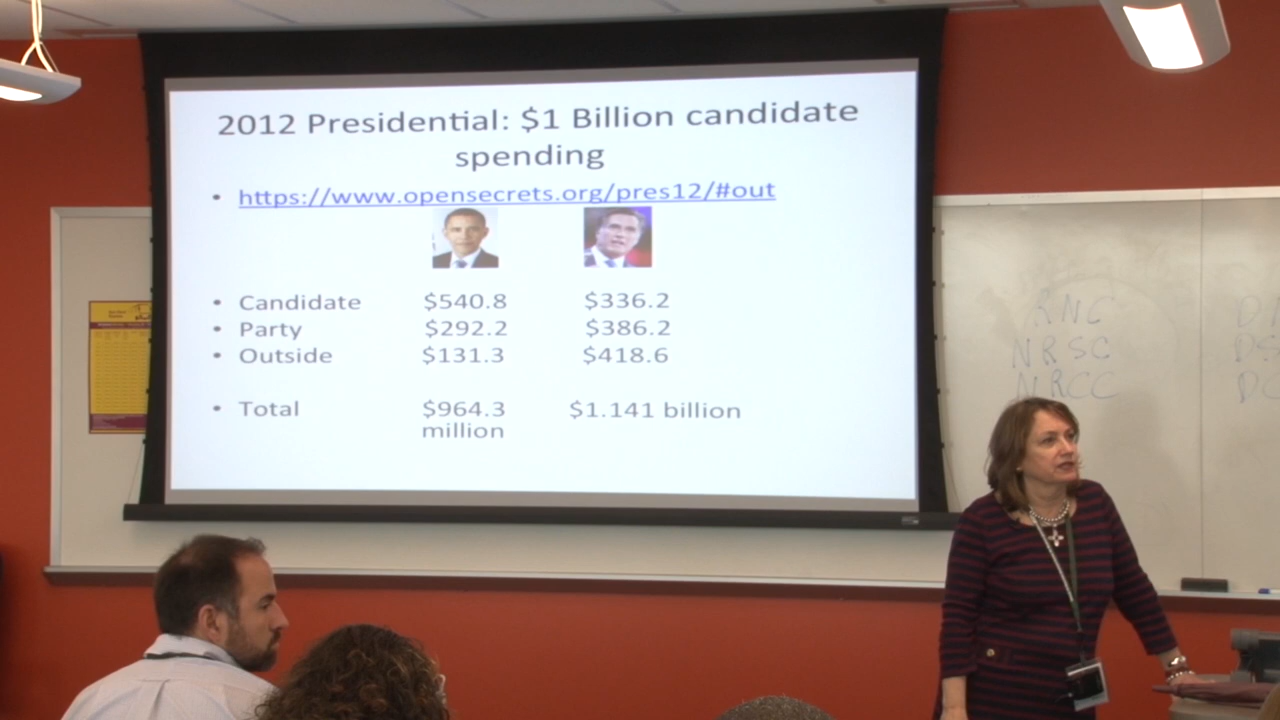 2012 Presidential: $1 Billion candidate
spending
• https://www.opensecrets.org/pres12/#out
• Candidate $540.8 $336.2
• Party $292.2 $386.2
• Outside $131.3 $418.6
• Total $964.3 $1.141 billion
million
RNC
NRSC
NRCC